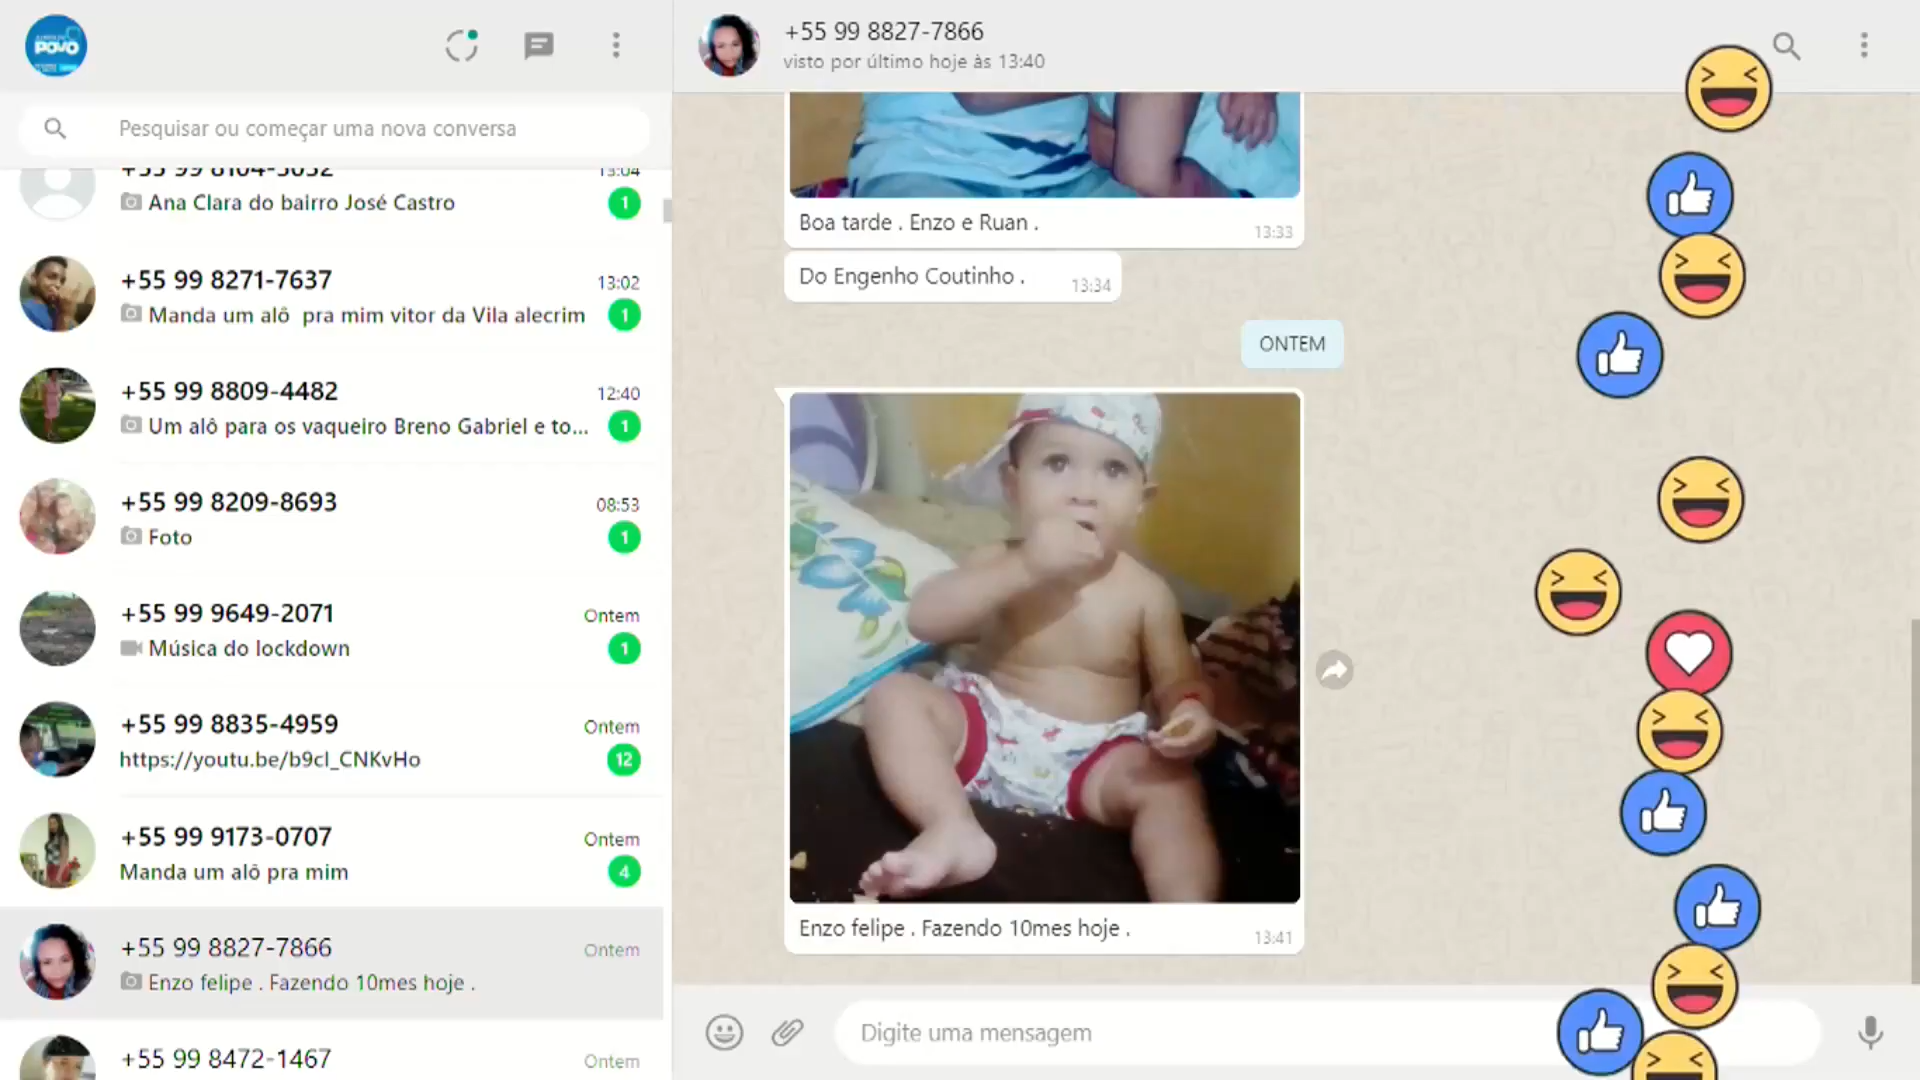 POVO
Pesquisar ou começar uma nova conversa
+55 99 8104-5032
13:04
Ana Clara do bairro José Castro
1
+55 99 8271-7637
13:02
Manda um alô pra mim vitor da Vila alecrim
1
+55 99 8809-4482
12:40
Um alô para os vaqueiro Breno Gabriel e to...
1
+55 99 8209-8693
08:53
Foto
1
+55 99 9649-2071
Ontem
Música do lockdown
1
+55 99 8835-4959
Ontem
https://youtu.be/b9cl_CNKvHo
12
+55 99 9173-0707
Ontem
Manda um alô pra mim
4
+55 99 8827-7866
Ontem
Enzo felipe . Fazendo 10mes hoje .
+55 99 8472-1467
Ontem
+55 99 8827-7866
visto por último hoje às 13:40
Boa tarde . Enzo e Ruan .
13:33
Do Engenho Coutinho .
13:34
ONTEM
Enzo felipe . Fazendo 10mes hoje .
13:41
Digite uma mensagem